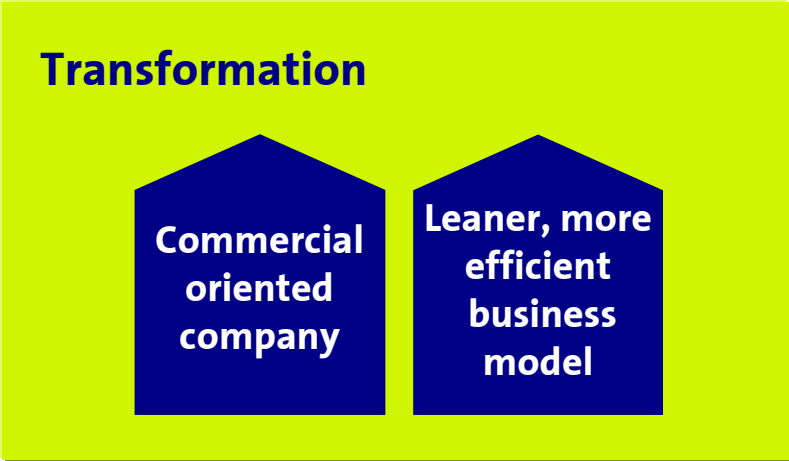 Transformation
Commercial
oriented
company
Leaner, more
efficient
business
model